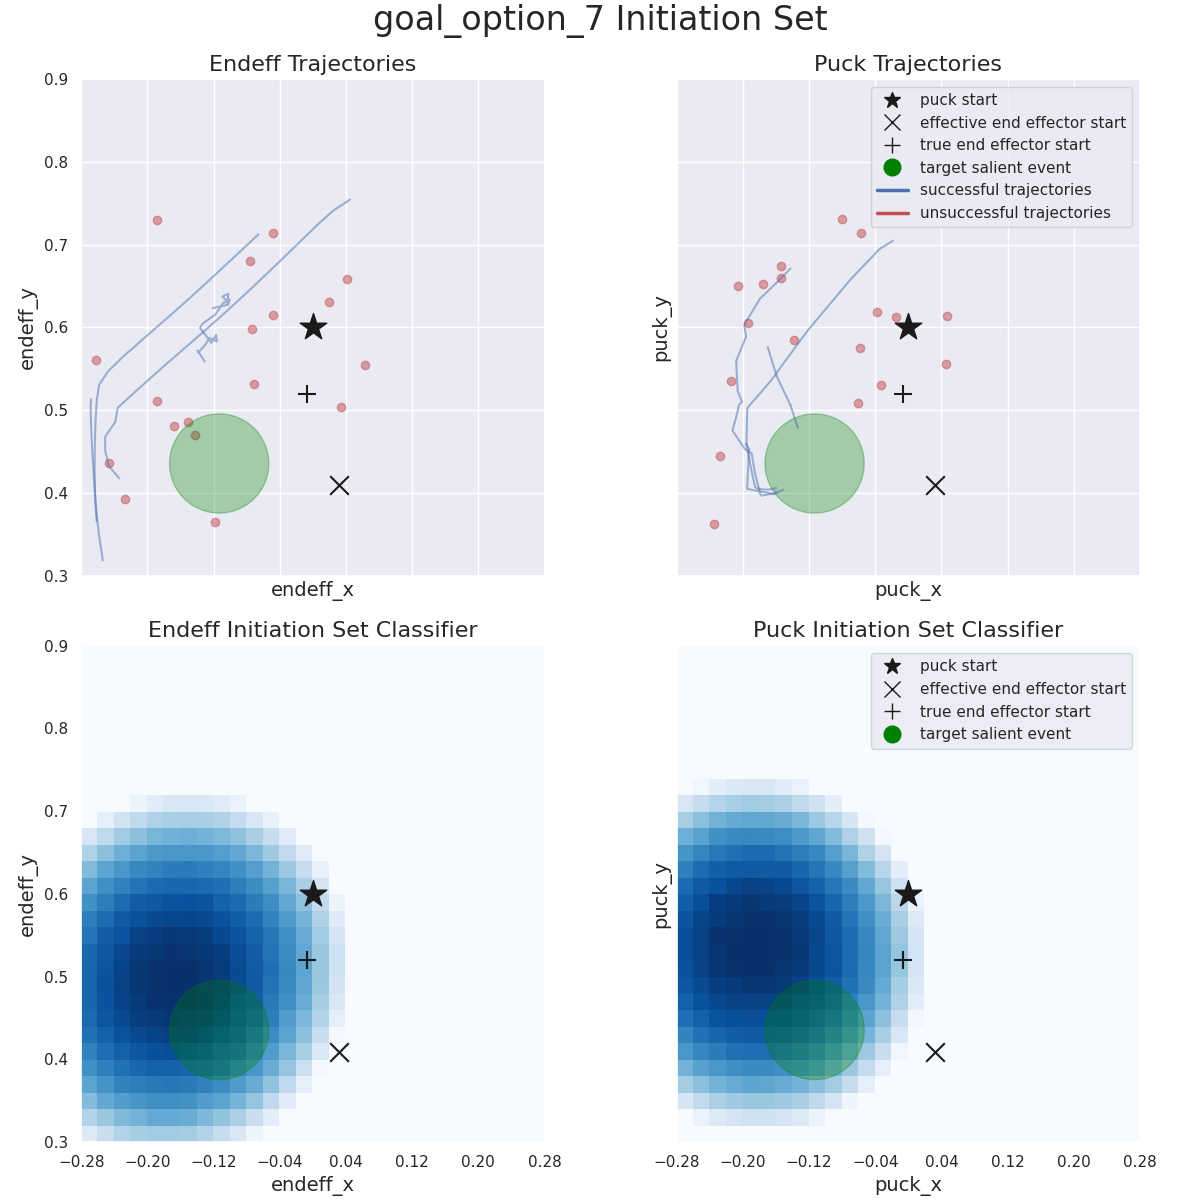 goal_option_7 Initiation Set
Endeff Trajectories
Puck Trajectories
0.9
0.8
0.7
0.6
0.5
0.4
0.3
endeff_y
endeff_x
puck start
effective end effector start
true end effector start
target salient event
successful trajectories
unsuccessful trajectories
puck_y
puck_x
Endeff Initiation Set Classifier
Puck Initiation Set Classifier
0.9
0.8
0.7
0.6
0.5
0.4
0.3
endeff_y
−0.28 −0.20 −0.12 −0.04 0.04 0.12 0.20 0.28
endeff_x
puck start
effective end effector start
true end effector start
target salient event
puck_y
−0.28 −0.20 −0.12 −0.04 0.04 0.12 0.20 0.28
puck_x